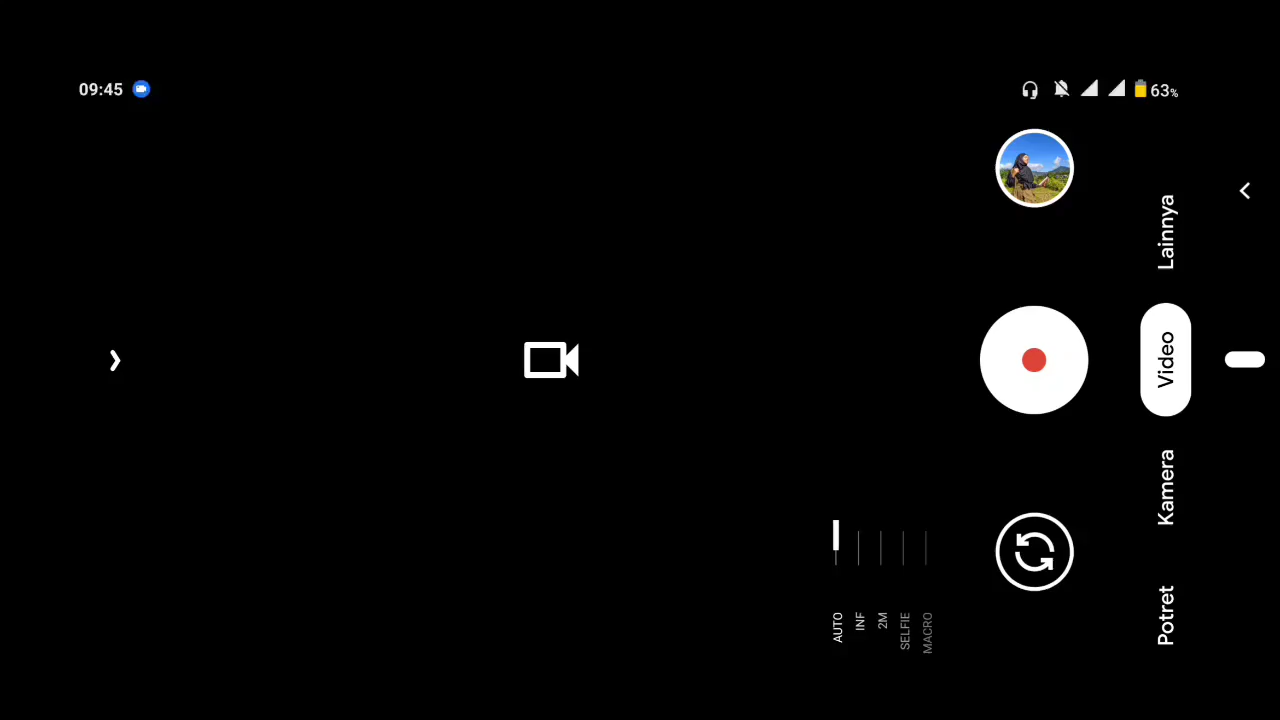 09:45
63%
Lainnya
Video
Kamera
Potret
AUTO
INF
2M
SELFIE
MACRO